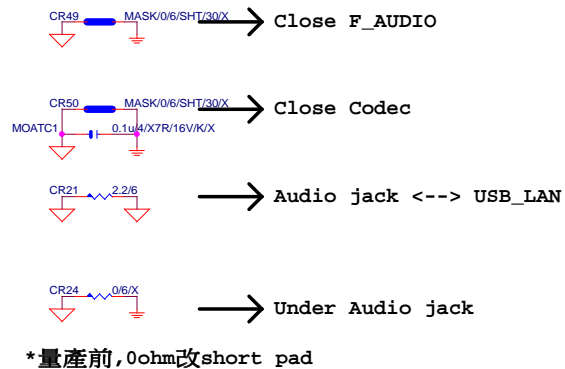 CR49 MASK/0/6/SHT/30/X Close F_AUDIO
CR50 MASK/0/6/SHT/30/X Close Codec
MOATC1 0.1u/4/X7R/16V/K/X
CR21 2.2/6 Audio jack <--> USB_LAN
CR24 0/6/X Under Audio jack
*量產前,0ohm改short pad